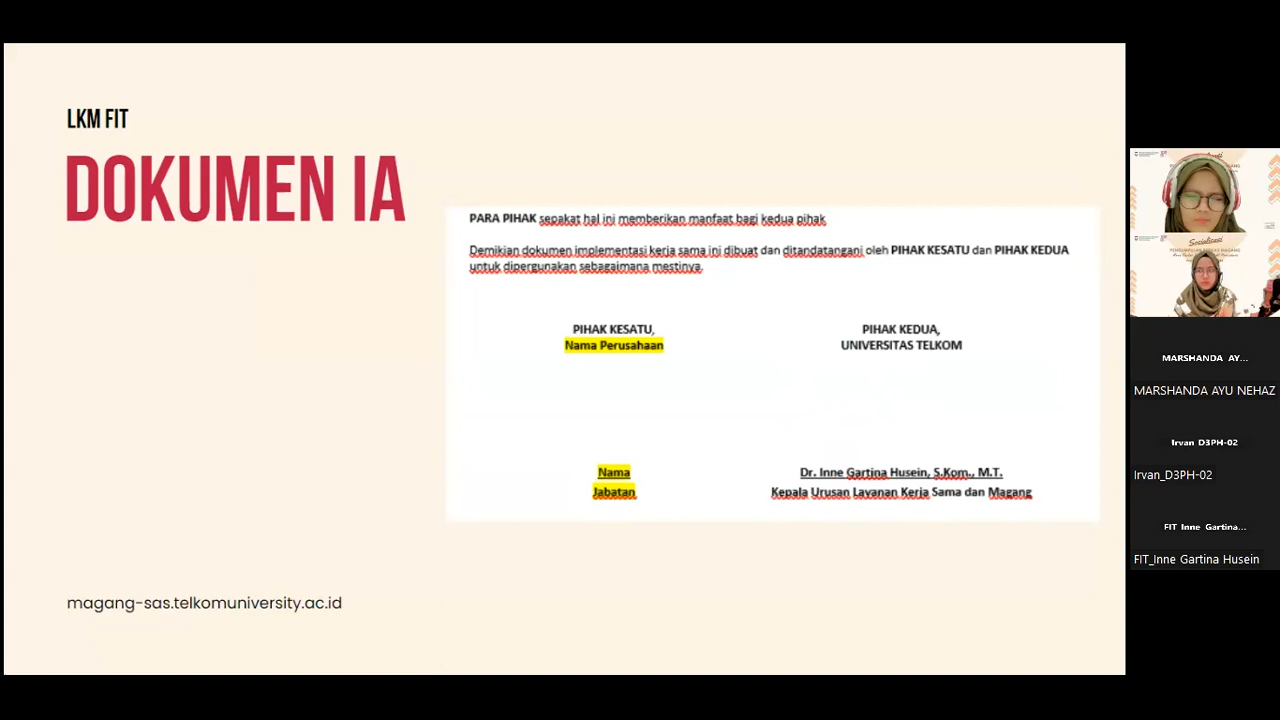 LKM FIT
DOKUMEN IA
PARA PIHAK sepakat hal ini memberikan manfaat bagi kedua pihak
Demikian dokumen implementasi kerja sama ini dibuat dan ditandatangani oleh PIHAK KESATU dan PIHAK KEDUA
untuk dipergunakan sebagaimana mestinya.
PIHAK KESATU,
Nama Perusahaan
PIHAK KEDUA,
UNIVERSITAS TELKOM
Nama
Jabatan
Dr. Inne Gartina Husein, S.Kom., M.T.
Kepala Urusan Layanan Kerja Sama dan Magang
magang-sas.telkomuniversity.ac.id
Sosialisasi
MARSHANDA AY...
MARSHANDA AYU NEHAZ
Irvan D3PH-02
Irvan_D3PH-02
FIT Inne Gartina...
FIT_Inne Gartina Husein